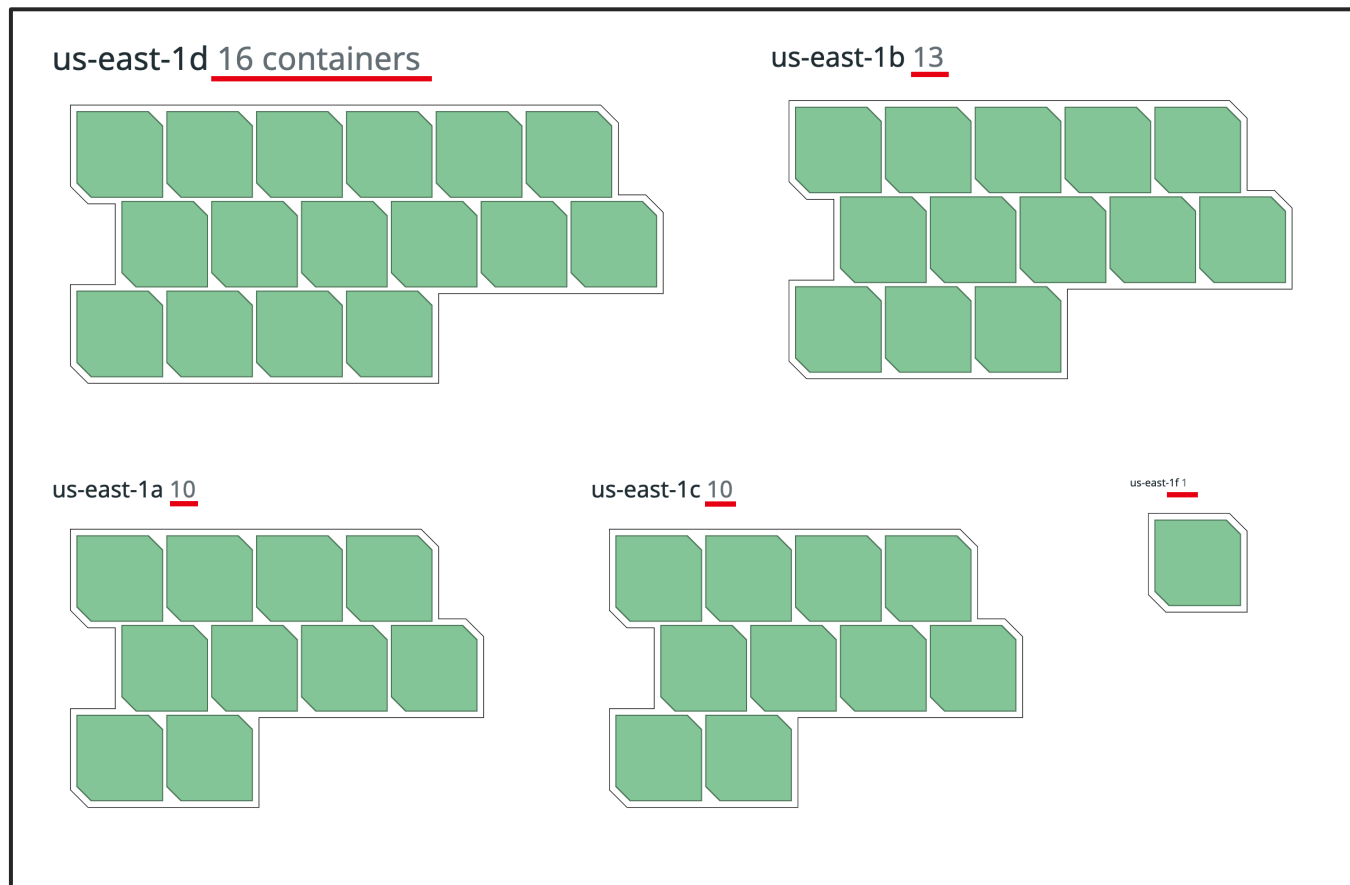 us-east-1d 16 containers
us-east-1b 13
us-east-1a 10
us-east-1c 10
us-east-1f 1